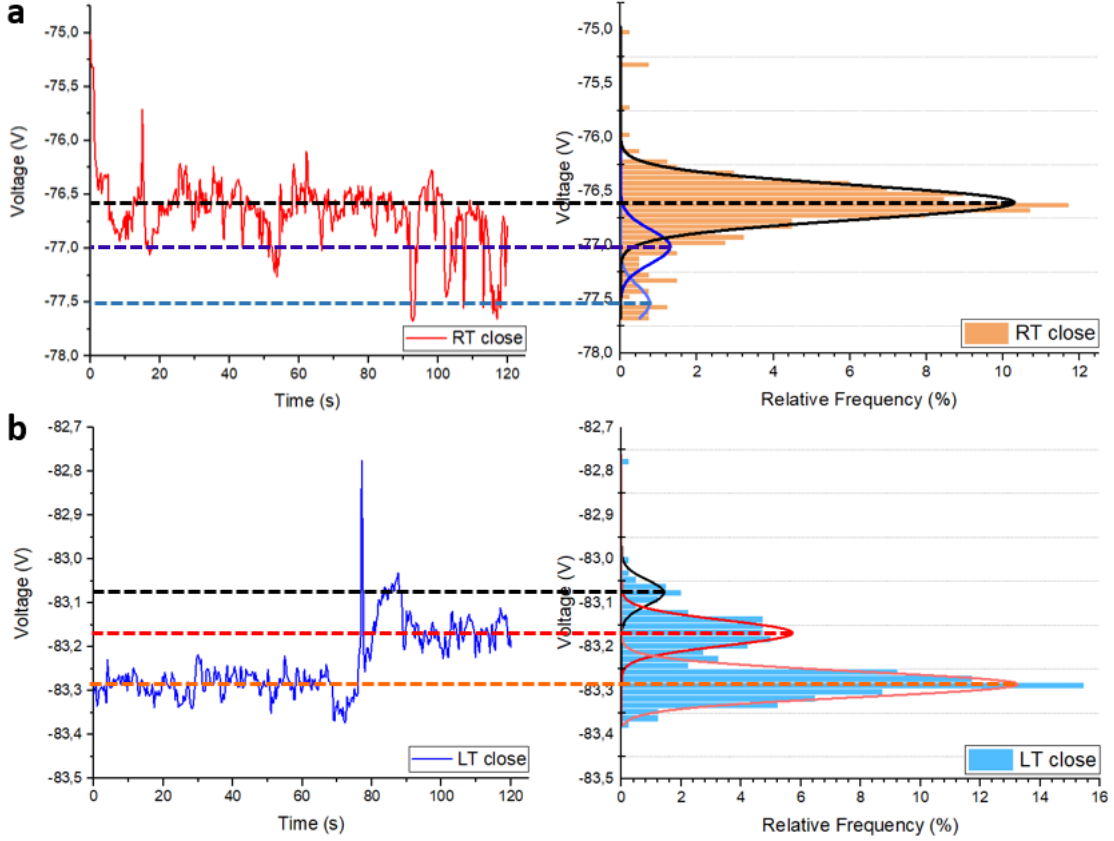 a
-75,0
-75,5
-76,0
-76,5
-77,0
-77,5
-78,0
Voltage (V)
0 20 40 60 80 100 120
Time (s)
RT close
-75,0
-75,5
-76,0
-76,5
-77,0
-77,5
-78,0
Voltage (V)
0 2 4 6 8 10 12
Relative Frequency (%)
RT close
b
-82,7
-82,8
-82,9
-83,0
-83,1
-83,2
-83,3
-83,4
-83,5
Voltage (V)
0 20 40 60 80 100 120
Time (s)
LT close
-82,7
-82,8
-82,9
-83,0
-83,1
-83,2
-83,3
-83,4
-83,5
Voltage (V)
0 2 4 6 8 10 12 14 16
Relative Frequency (%)
LT close